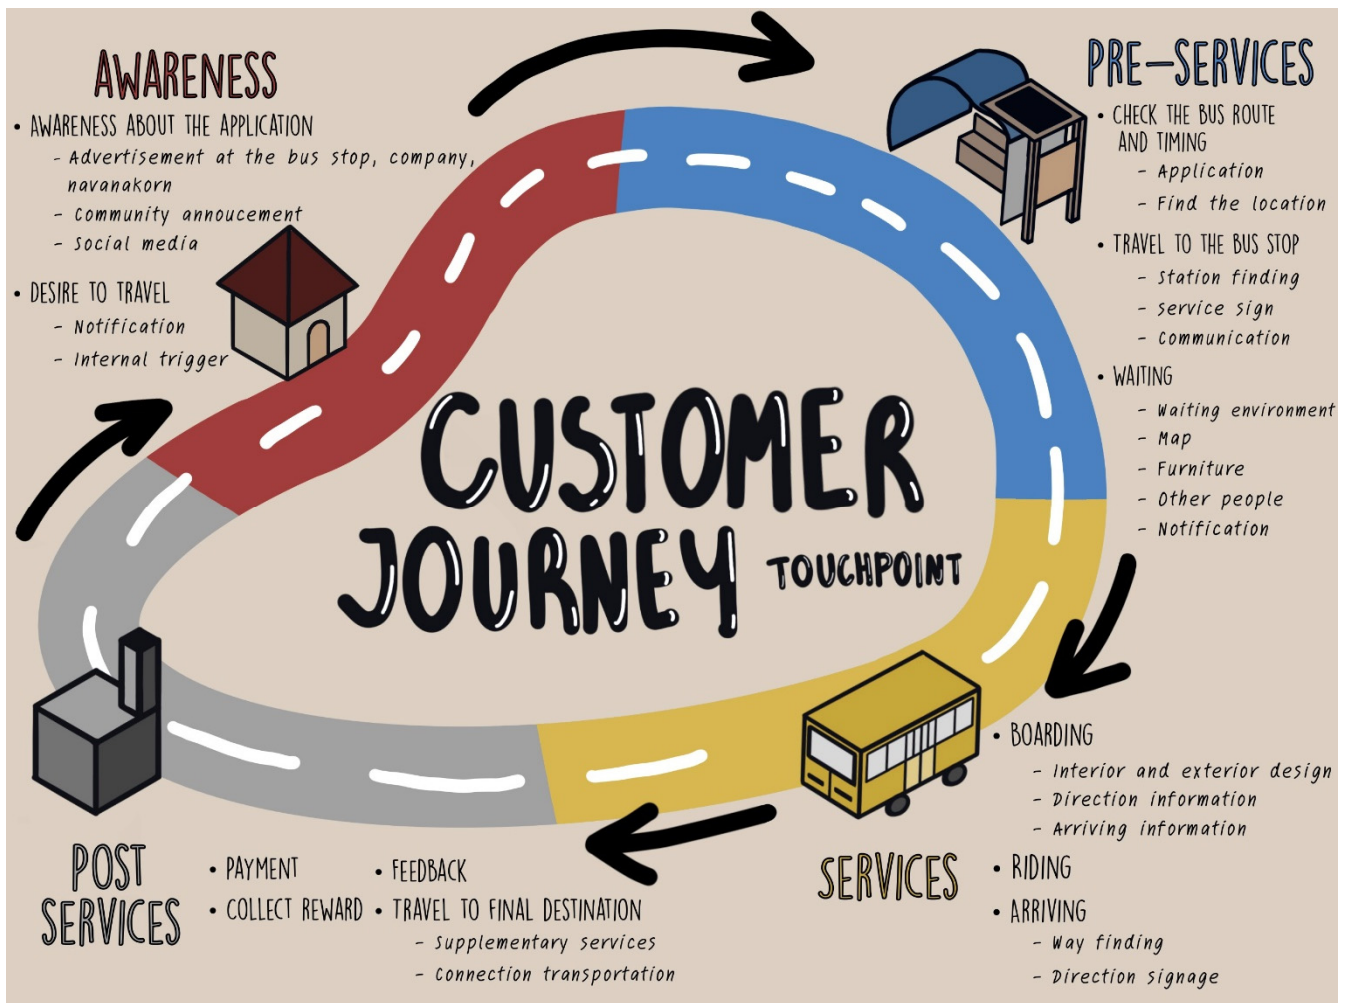 AWARENESS
• AWARENESS ABOUT THE APPLICATION
- Advertisement at the bus stop, company,
navanakorn
- Community annoucement
- Social media
• DESIRE TO TRAVEL
- Notification
- Internal trigger
PRE-SERVICES
• CHECK THE BUS ROUTE
AND TIMING
- Application
- Find the location
• TRAVEL TO THE BUS STOP
- Station finding
- Service sign
- Communication
• WAITING
- Waiting environment
- Map
- Furniture
- Other people
- Notification
CUSTOMER
JOURNEY TOUCHPOINT
SERVICES
• BOARDING
- Interior and exterior design
- Direction information
- Arriving information
• RIDING
• ARRIVING
- Way finding
- Direction signage
POST
SERVICES
• PAYMENT
• COLLECT REWARD
• FEEDBACK
• TRAVEL TO FINAL DESTINATION
- Supplementary services
- Connection transportation